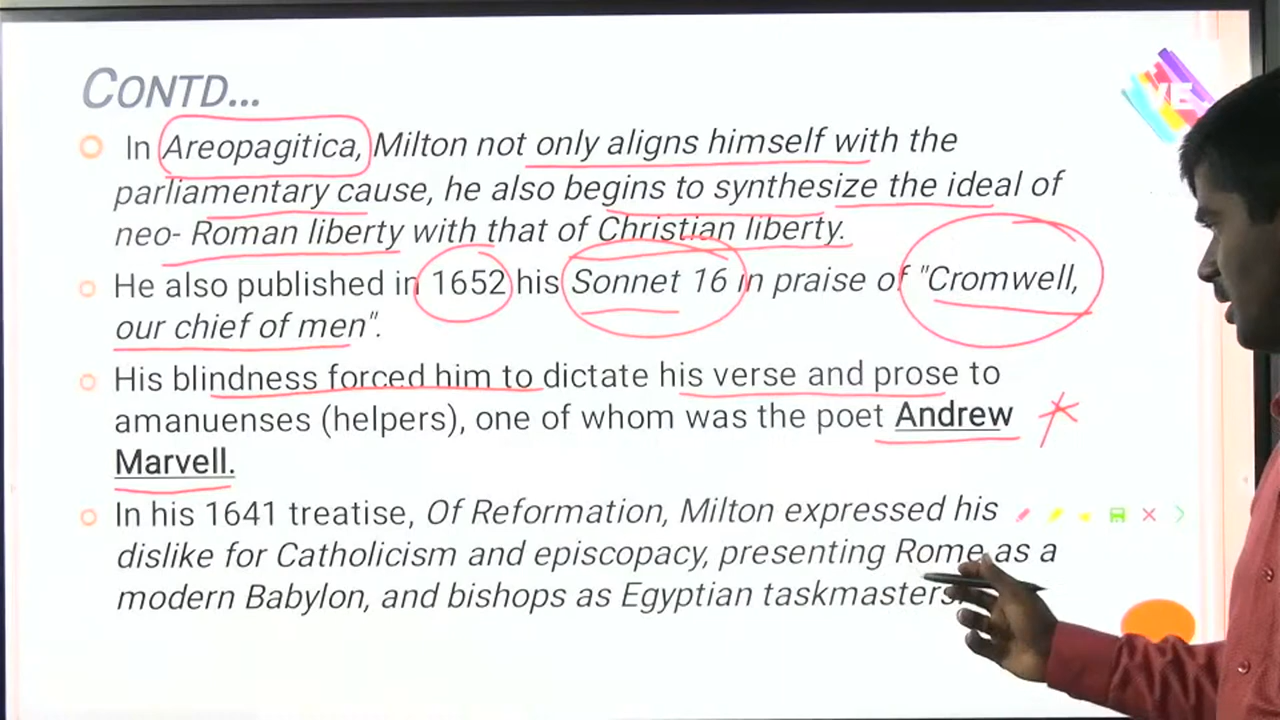 CONTD...
In Areopagitica, Milton not only aligns himself with the
parliamentary cause, he also begins to synthesize the ideal of
neo- Roman liberty with that of Christian liberty.
He also published in 1652 his Sonnet 16 in praise of "Cromwell,
our chief of men".
His blindness forced him to dictate his verse and prose to
amanuenses (helpers), one of whom was the poet Andrew
Marvell.
In his 1641 treatise, Of Reformation, Milton expressed his
dislike for Catholicism and episcopacy, presenting Rome as a
modern Babylon, and bishops as Egyptian taskmasters.